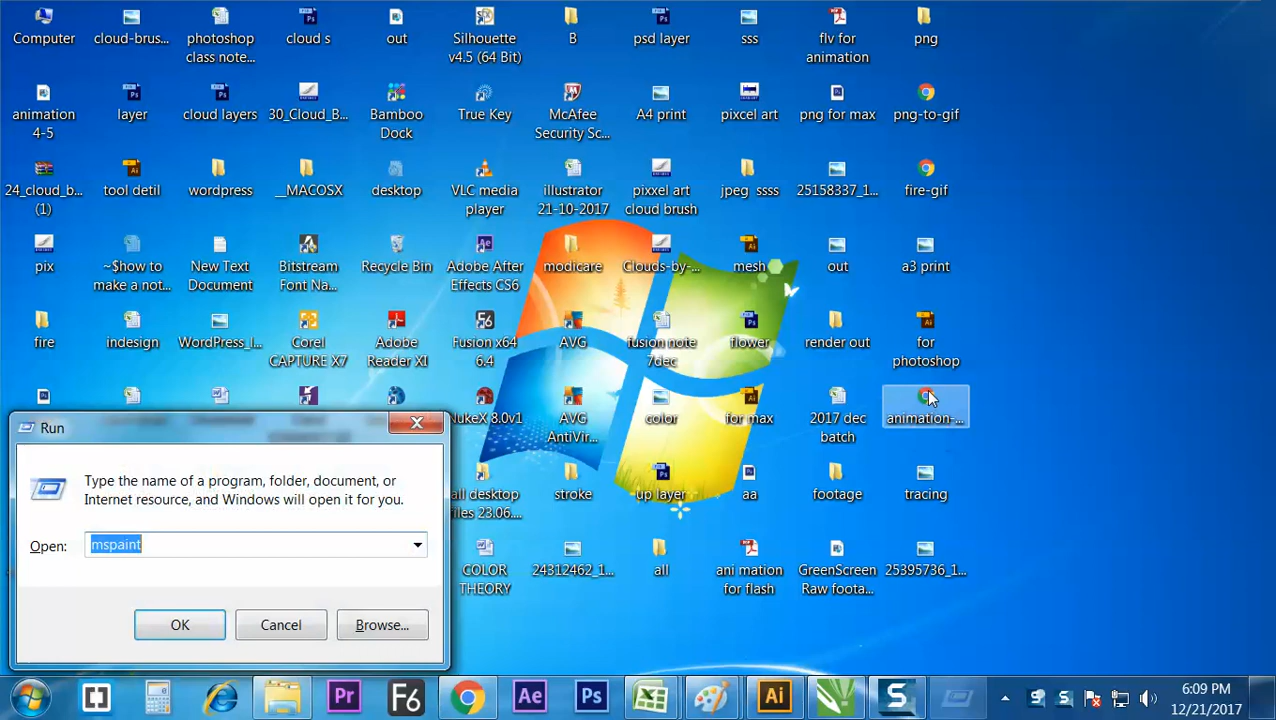 Computer
cloud-brus...
photoshop
class note...
cloud s
out
Silhouette
v4.5 (64 Bit)
B
psd layer
sss
flv for
animation
png
animation
4-5
layer
cloud layers
30_Cloud_B...
Bamboo
Dock
True Key
McAfee
Security Sc...
A4 print
pixcel art
png for max
png-to-gif
24_cloud_b...
(1)
tool detil
wordpress
__MACOSX
desktop
VLC media
player
illustrator
21-10-2017
pixxel art
cloud brush
jpeg ssss
25158337_1...
fire-gif
pix
~$how to
make a not...
New Text
Document
Bitstream
Font Na...
Recycle Bin
Adobe After
Effects CS6
modicare
Clouds-by-...
mesh
out
a3 print
fire
indesign
WordPress_l...
Corel
CAPTURE X7
Adobe
Reader XI
Fusion x64
6.4
AVG
fusion note
7dec
flower
render out
for
photoshop
NukeX 8.0v1
AVG
AntiVir...
color
for max
2017 dec
batch
animation-...
all desktop
files 23.06....
stroke
up layer
aa
footage
tracing
COLOR
THEORY
24312462_1...
all
ani mation
for flash
GreenScreen
Raw foota...
25395736_1...
Run
Type the name of a program, folder, document, or
Internet resource, and Windows will open it for you.
Open: mspaint
OK
Cancel
Browse...
Pr
F6
Ae
Ps
Ai
S
6:09 PM
12/21/2017